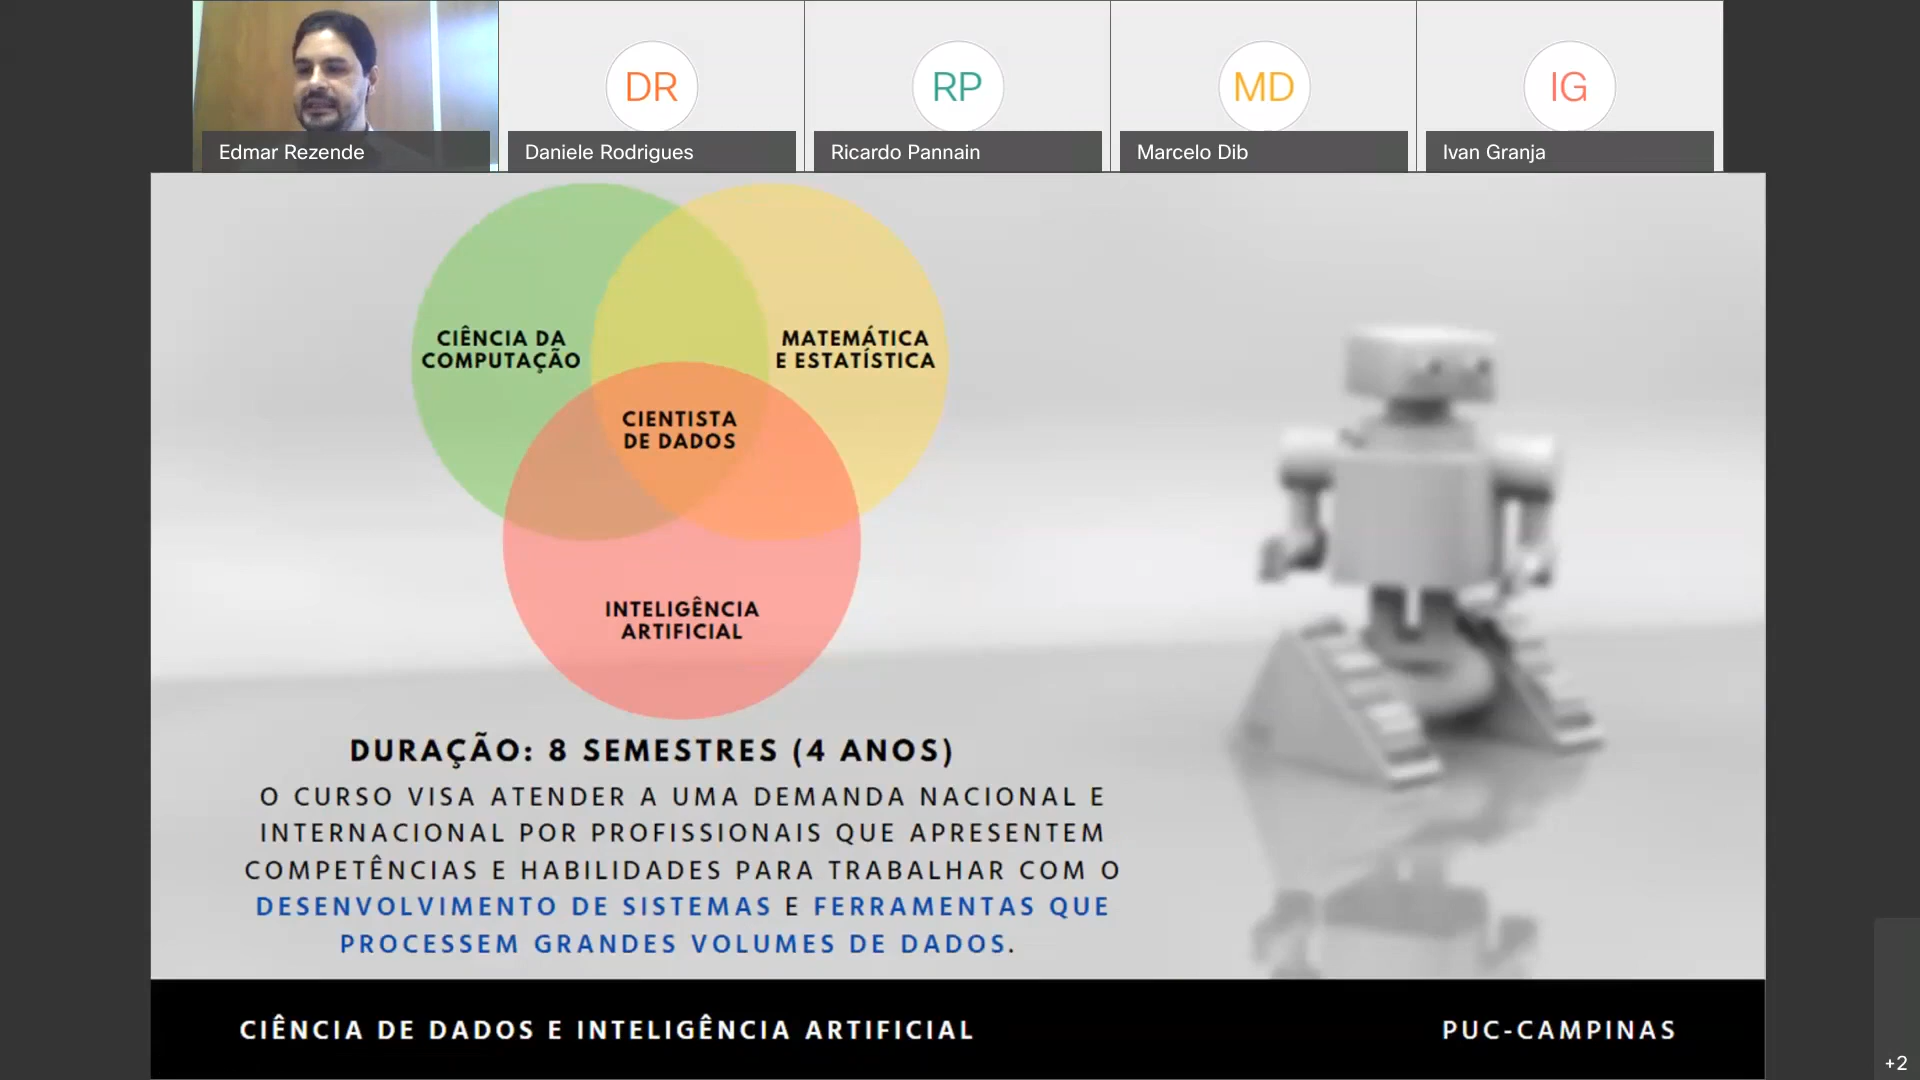 DR
RP
MD
IG
Edmar Rezende
Daniele Rodrigues
Ricardo Pannain
Marcelo Dib
Ivan Granja
CIÊNCIA DA
COMPUTAÇÃO
MATEMÁTICA
E ESTATÍSTICA
CIENTISTA
DE DADOS
INTELIGÊNCIA
ARTIFICIAL
DURAÇÃO: 8 SEMESTRES (4 ANOS)
O CURSO VISA ATENDER A UMA DEMANDA NACIONAL E
INTERNACIONAL POR PROFISSIONAIS QUE APRESENTEM
COMPETÊNCIAS E HABILIDADES PARA TRABALHAR COM O
DESENVOLVIMENTO DE SISTEMAS E FERRAMENTAS QUE
PROCESSEM GRANDES VOLUMES DE DADOS.
CIÊNCIA DE DADOS E INTELIGÊNCIA ARTIFICIAL
PUC-CAMPINAS
+2